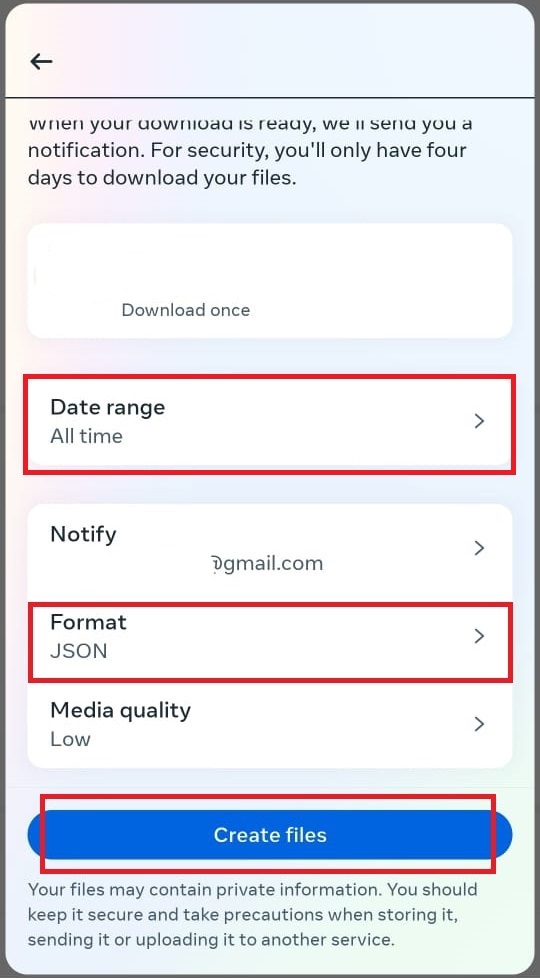 When your download is ready, we'll send you a
notification. For security, you'll only have four
days to download your files.
Download once
Date range
All time
Notify
@gmail.com
Format
JSON
Media quality
Low
Create files
Your files may contain private information. You should
keep it secure and take precautions when storing it,
sending it or uploading it to another service.